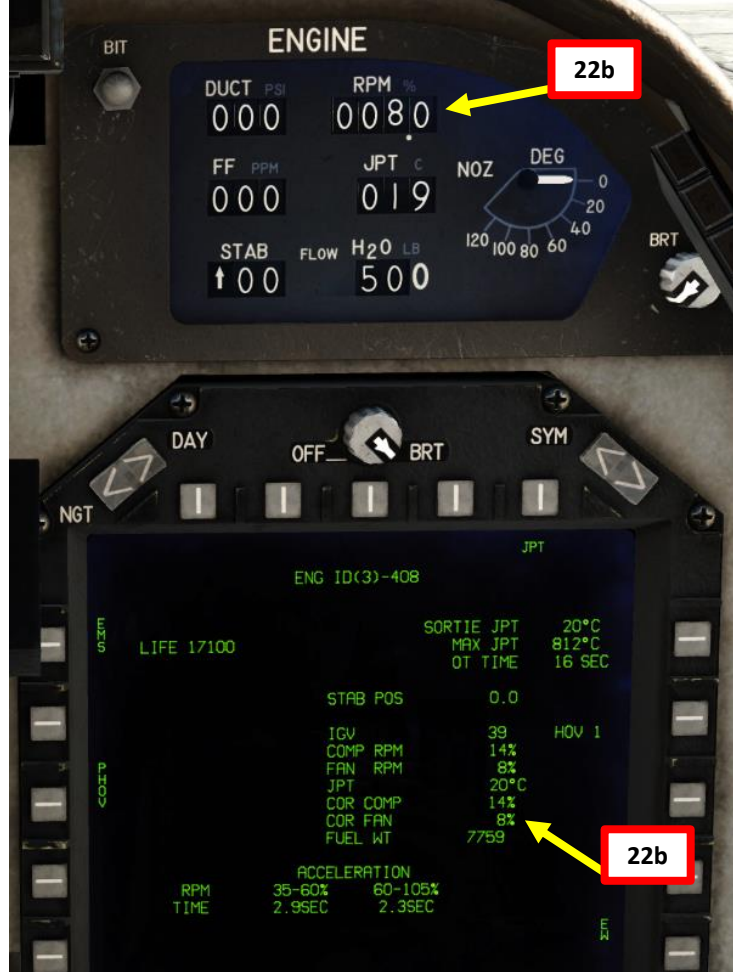 BIT
ENGINE
22b
DUCT PSI
RPM %
000
0080
FF PPM
JPT C
NOZ
DEG
000
019
0
20
40
60
80
100
120
STAB
FLOW H2O LB
BRT
00
500
DAY
OFF
BRT
SYM
NGT
JPT
ENG ID(3)-408
EMS
LIFE 17100
SORTIE JPT 20°C
MAX JPT 812°C
OT TIME 16 SEC
STAB POS 0.0
IGV 39 HOV 1
COMP RPM 14%
FAN RPM 8%
PHOV
JPT 20°C
COR COMP 14%
COR FAN 8%
FUEL WT 7759
22b
ACCELERATION
RPM 35-60% 60-105%
TIME 2.9SEC 2.3SEC
EW